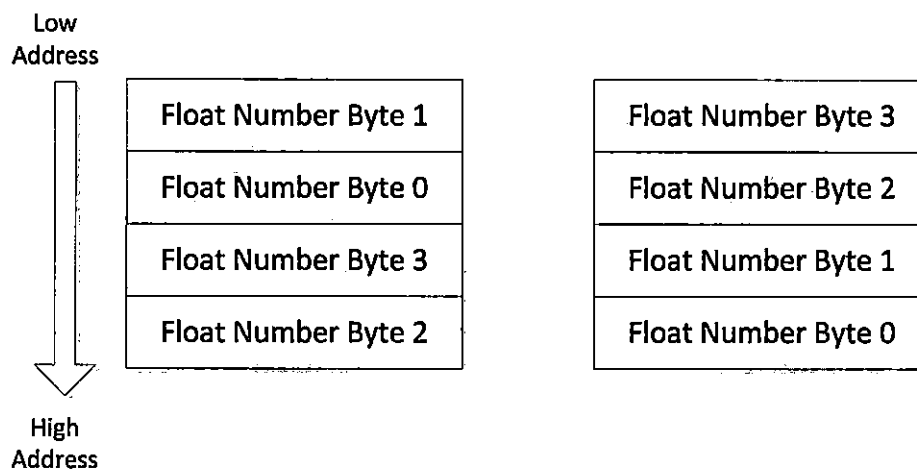 Low
Address
Float Number Byte 1
Float Number Byte 0
Float Number Byte 3
Float Number Byte 2
Float Number Byte 3
Float Number Byte 2
Float Number Byte 1
Float Number Byte 0
High
Address